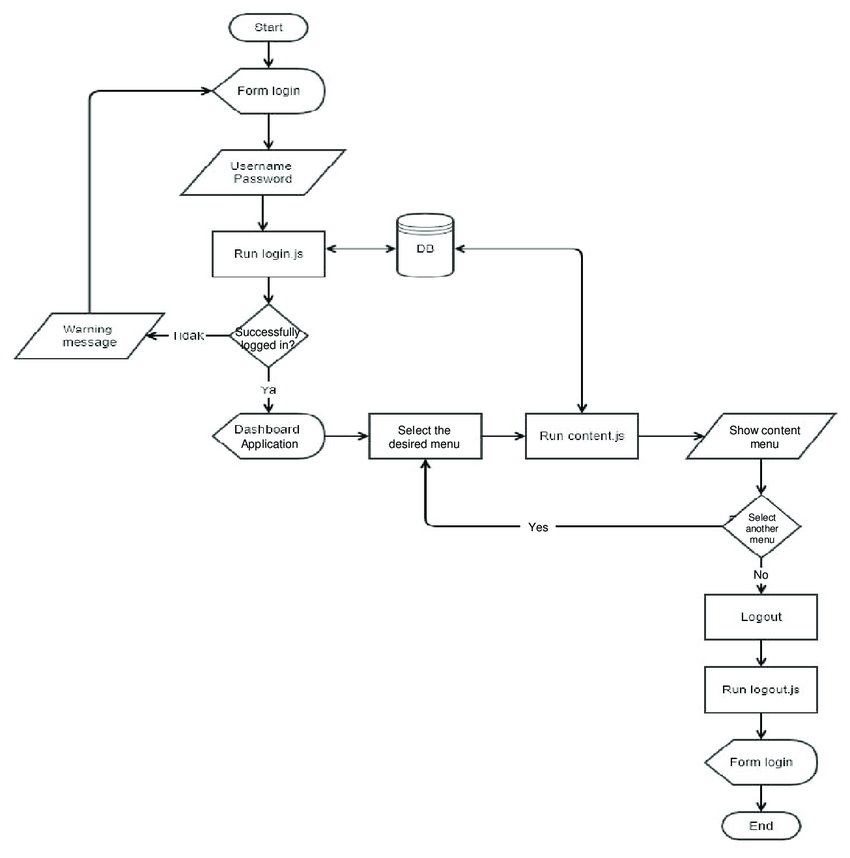 Start
Form login
Username
Password
Run login.js
DB
Successfully
logged in?
Tidak
Warning
message
Ya
Dashboard
Application
Select the
desired menu
Run content.js
Show content
menu
Select
another
menu
Yes
No
Logout
Run logout.js
Form login
End